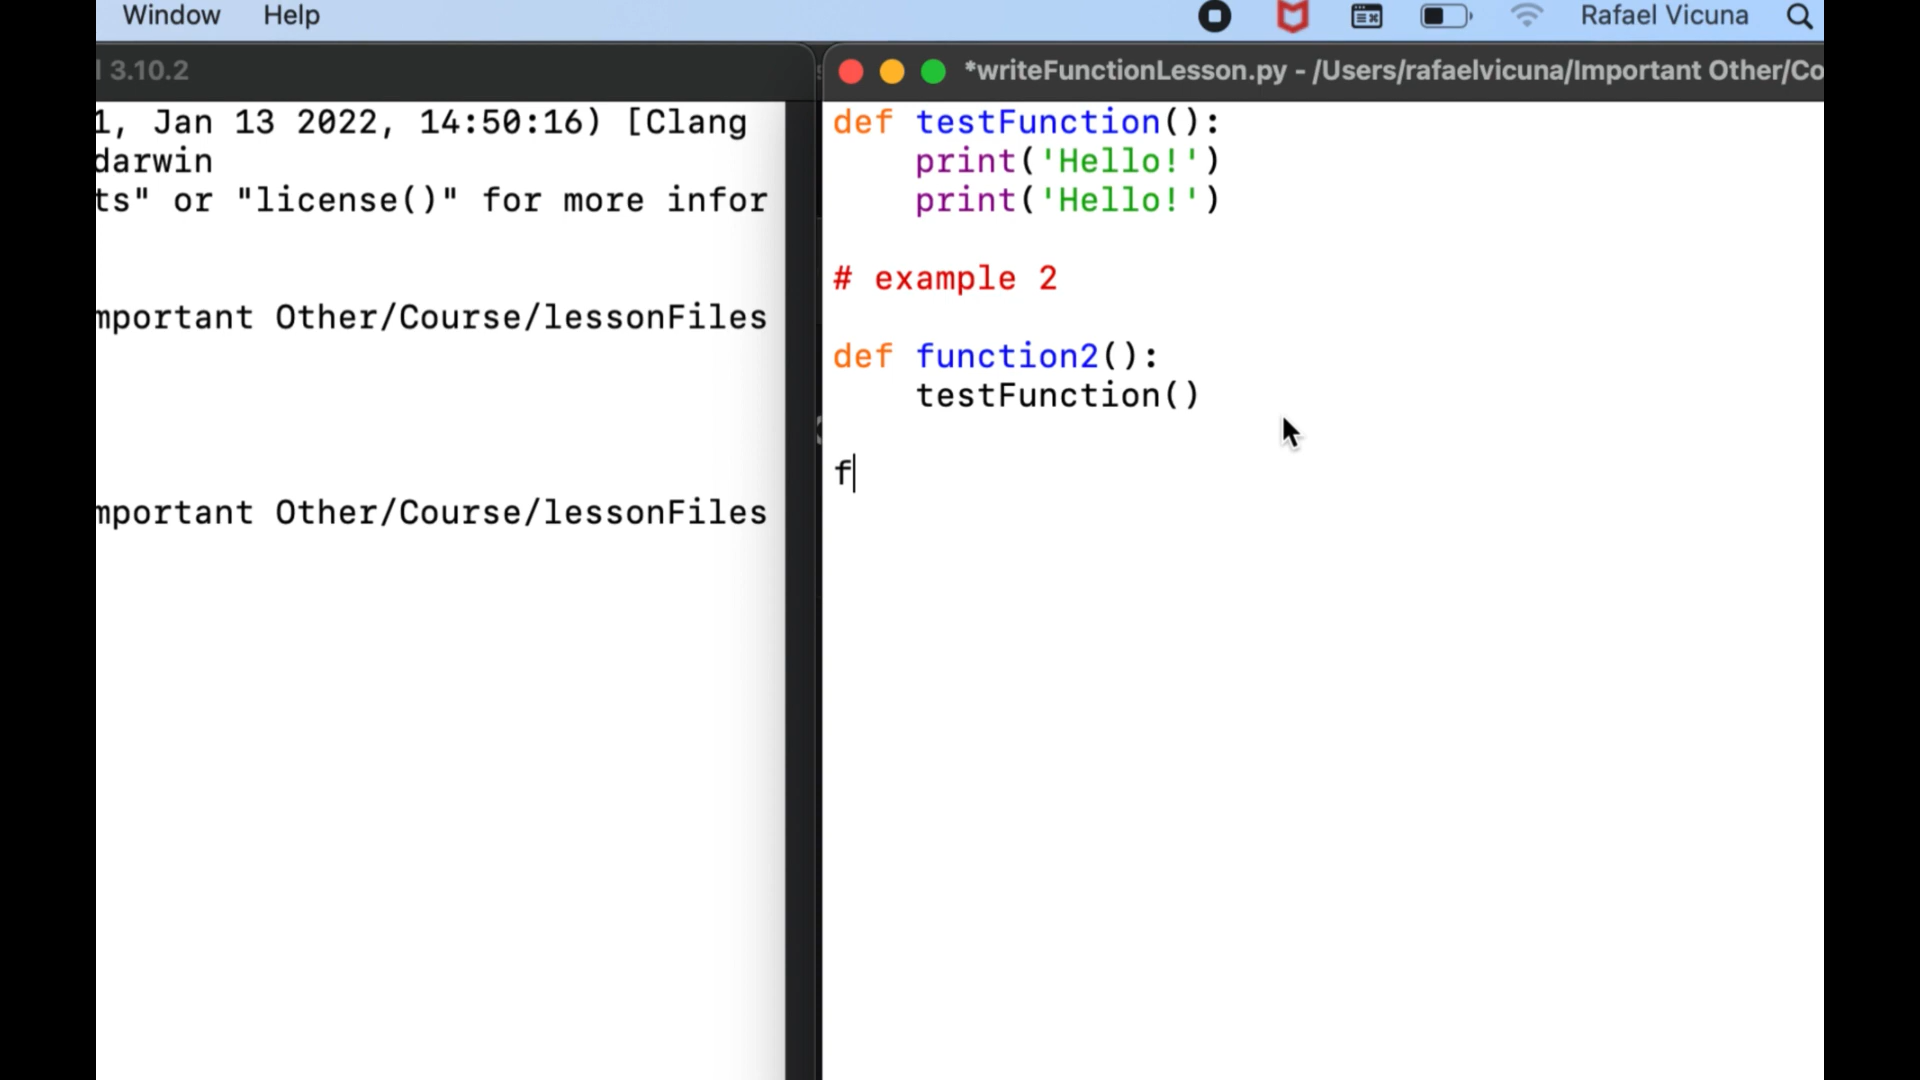 Window Help Rafael Vicuna
3.10.2
1, Jan 13 2022, 14:50:16) [Clang
darwin
ts" or "license()" for more infor
mportant Other/Course/lessonFiles
mportant Other/Course/lessonFiles
*writeFunctionLesson.py - /Users/rafaelvicuna/Important Other/Co
def testFunction():
    print('Hello!')
    print('Hello!')
# example 2
def function2():
    testFunction()
f